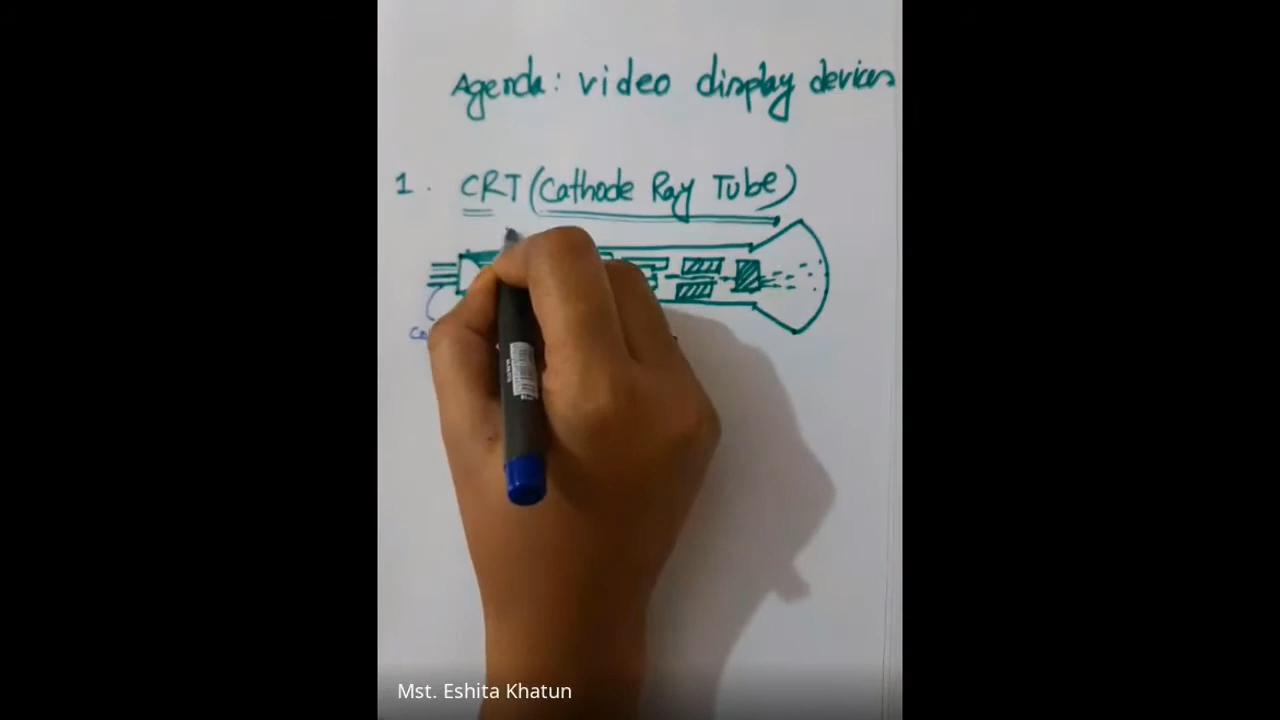 Agenda: video display devices
1. CRT (Cathode Ray Tube)
Mst. Eshita Khatun